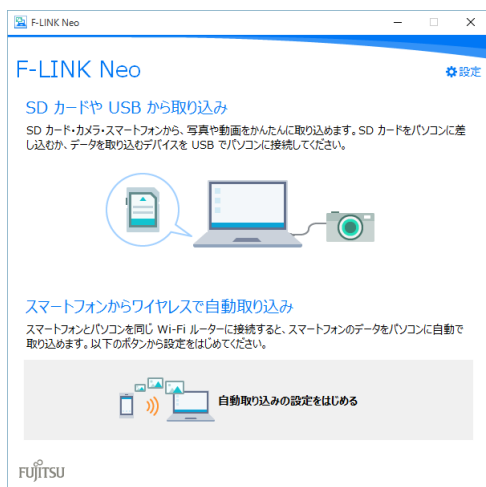 F-LINK Neo
F-LINK Neo
設定
SD カードや USB から取り込み
SD カード・カメラ・スマートフォンから、写真や動画をかんたんに取り込めます。SD カードをパソコンに差
し込むか、データを取り込むデバイスを USB でパソコンに接続してください。
スマートフォンからワイヤレスで自動取り込み
スマートフォンとパソコンを同じ Wi-Fi ルーターに接続すると、スマートフォンのデータをパソコンに自動で
取り込めます。以下のボタンから設定をはじめてください。
自動取り込みの設定をはじめる
FUJITSU